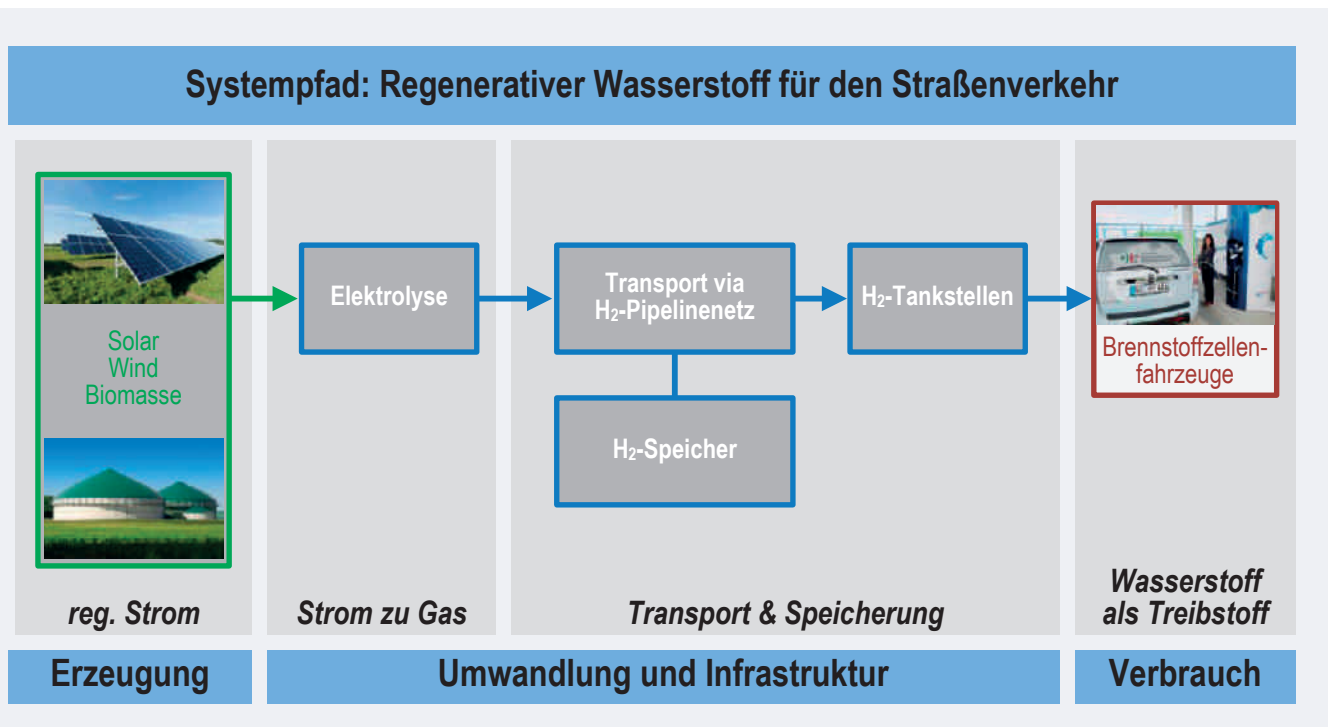 Systempfad: Regenerativer Wasserstoff für den Straßenverkehr
Solar
Wind
Biomasse
Elektrolyse
Transport via
H₂-Pipelinenetz
H₂-Tankstellen
H₂-Speicher
Brennstoffzellen-
fahrzeuge
reg. Strom
Strom zu Gas
Transport & Speicherung
Wasserstoff
als Treibstoff
Erzeugung
Umwandlung und Infrastruktur
Verbrauch